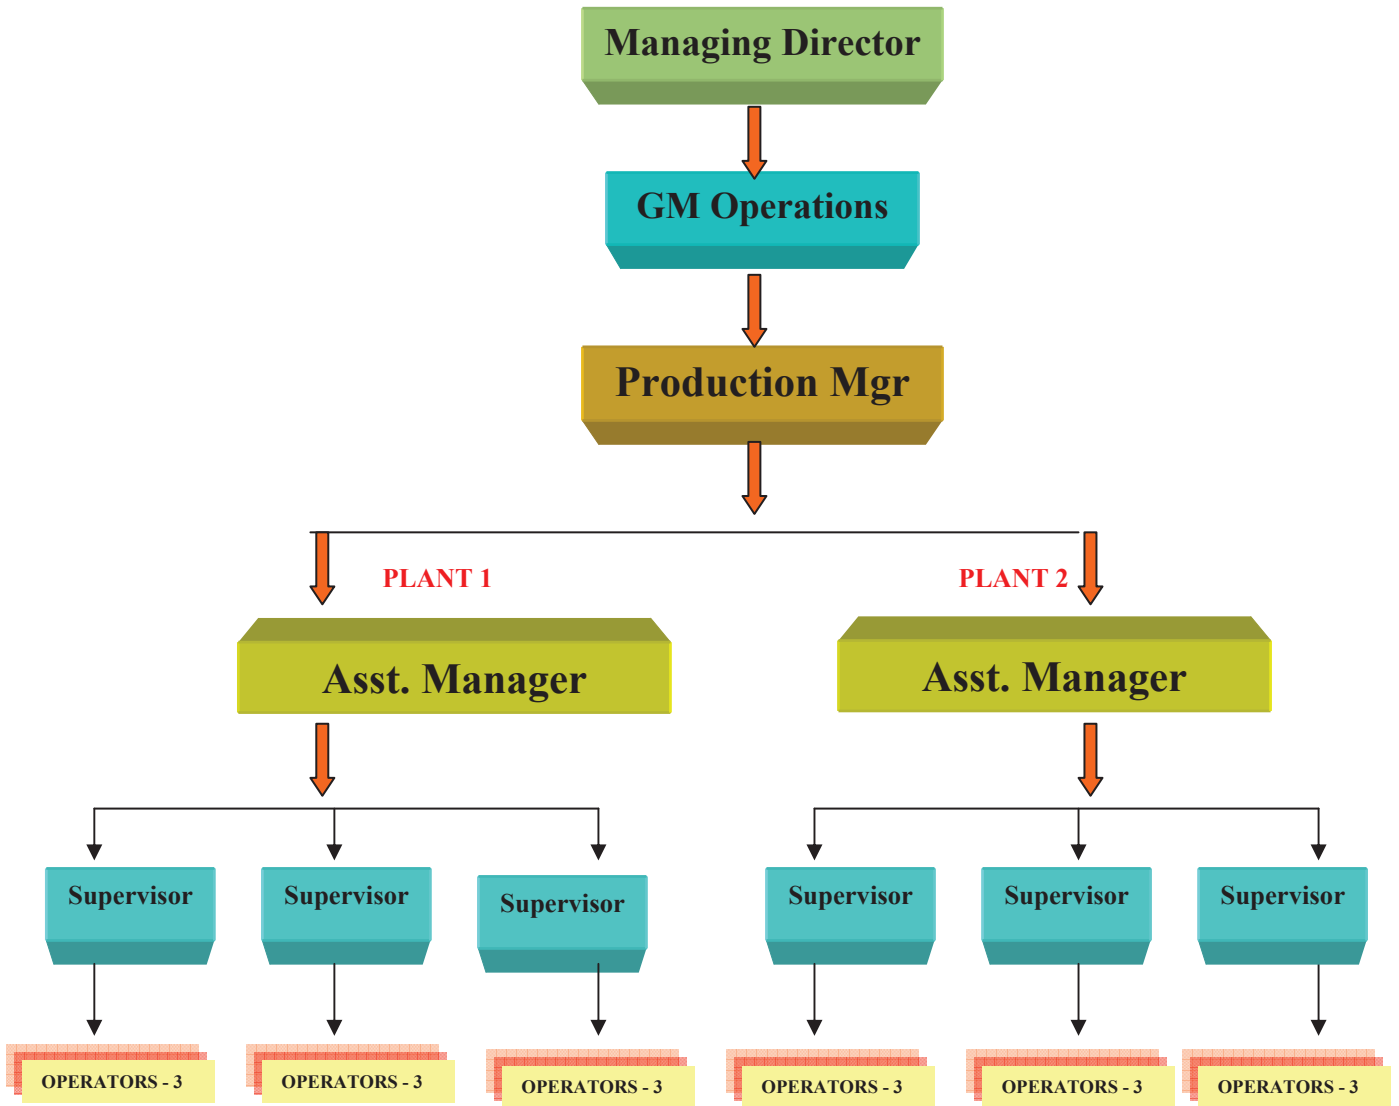 Managing Director
GM Operations
Production Mgr
PLANT 1
PLANT 2
Asst. Manager
Asst. Manager
Supervisor
Supervisor
Supervisor
Supervisor
Supervisor
Supervisor
OPERATORS - 3
OPERATORS - 3
OPERATORS - 3
OPERATORS - 3
OPERATORS - 3
OPERATORS - 3